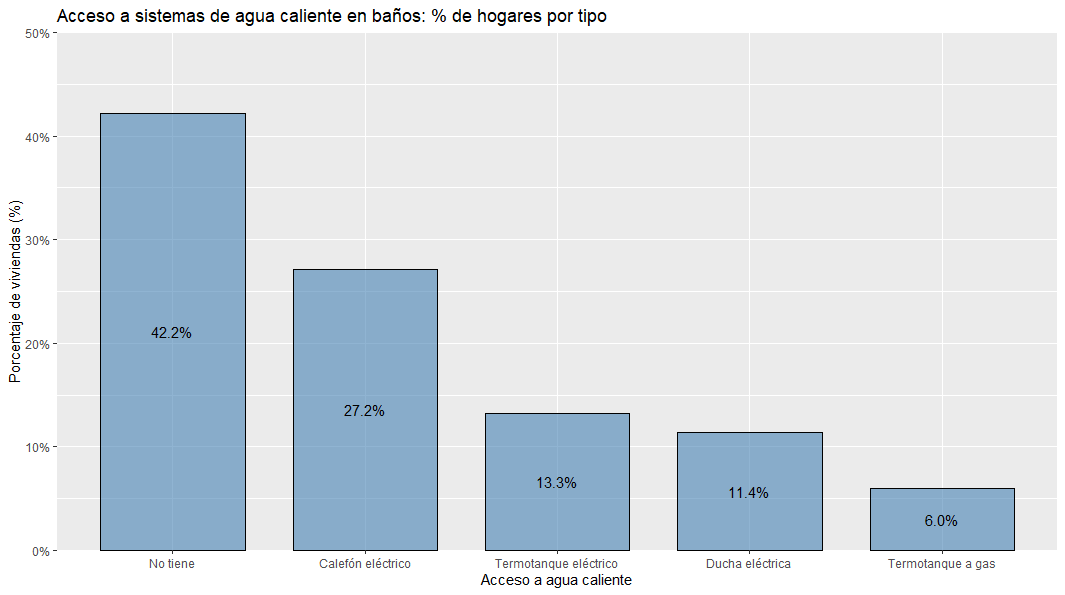 Acceso a sistemas de agua caliente en baños: % de hogares por tipo
Porcentaje de viviendas (%)
50%
40%
30%
20%
10%
0%
42.2%
27.2%
13.3%
11.4%
6.0%
No tiene
Calefón eléctrico
Termotanque eléctrico
Ducha eléctrica
Termotanque a gas
Acceso a agua caliente